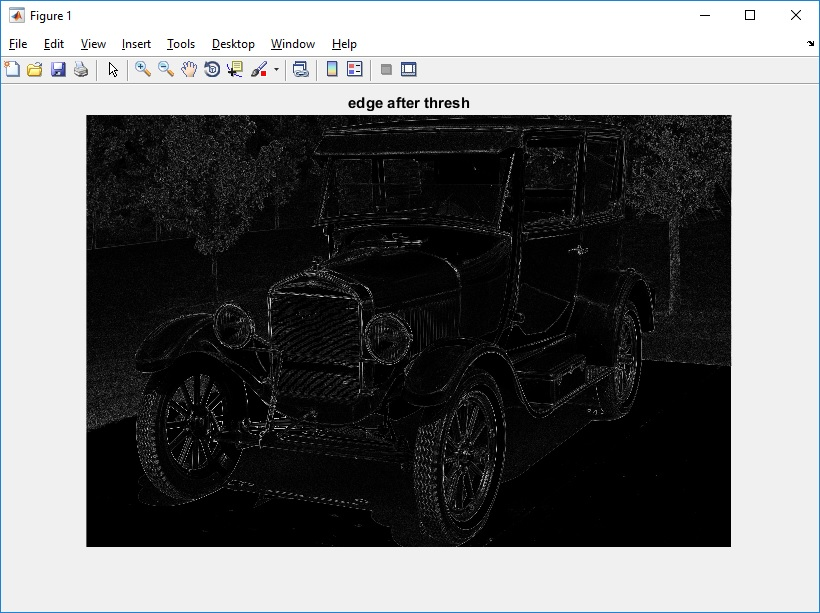 Figure 1
File Edit View Insert Tools Desktop Window Help
edge after thresh